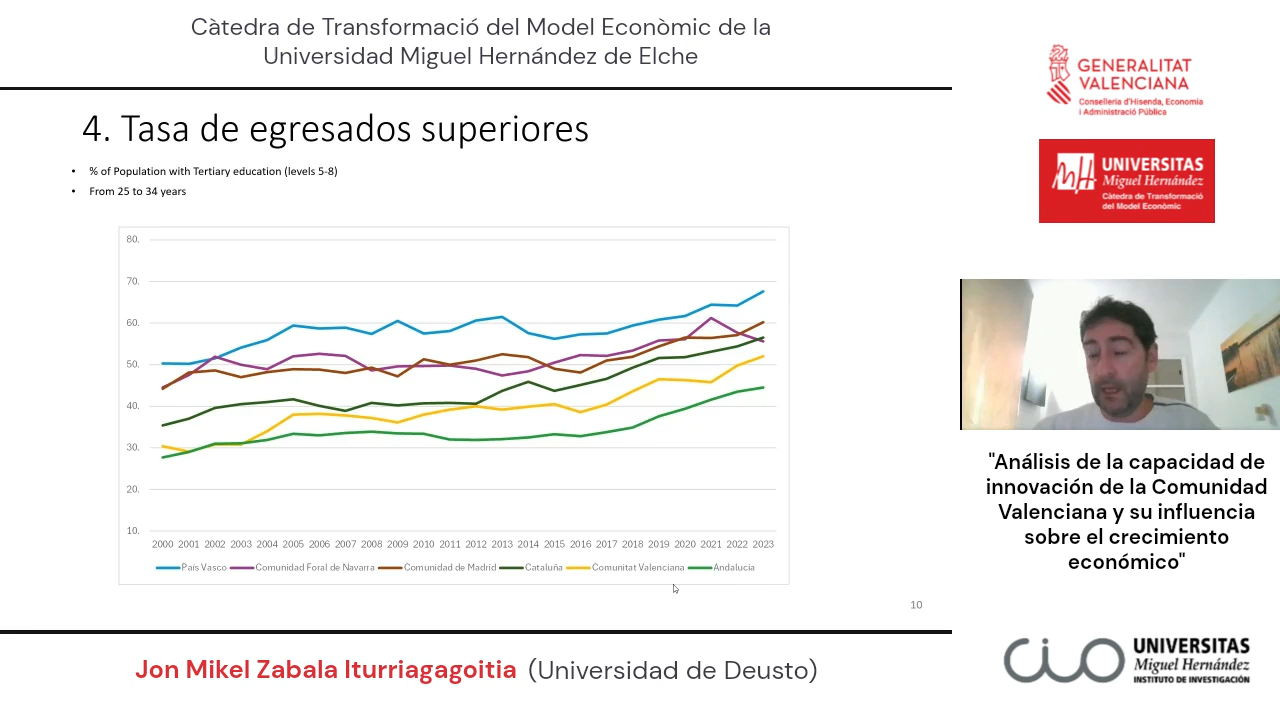 Càtedra de Transformació del Model Econòmic de la
Universidad Miguel Hernández de Elche
4. Tasa de egresados superiores
• % of Population with Tertiary education (levels 5-8)
• From 25 to 34 years
80.
70.
60.
50.
40.
30.
20.
10.
2000 2001 2002 2003 2004 2005 2006 2007 2008 2009 2010 2011 2012 2013 2014 2015 2016 2017 2018 2019 2020 2021 2022 2023
País Vasco Comunidad Foral de Navarra Comunidad de Madrid Cataluña Comunitat Valenciana Andalucía
10
Jon Mikel Zabala Iturriagagoitia (Universidad de Deusto)
GENERALITAT
VALENCIANA
Conselleria d'Hisenda, Economia
i Administració Pública
UNIVERSITAS
Miguel Hernández
Càtedra de Transformació
del Model Econòmic
"Análisis de la capacidad de
innovación de la Comunidad
Valenciana y su influencia
sobre el crecimiento
económico"
CIO
UNIVERSITAS
Miguel Hernández
INSTITUTO DE INVESTIGACIÓN